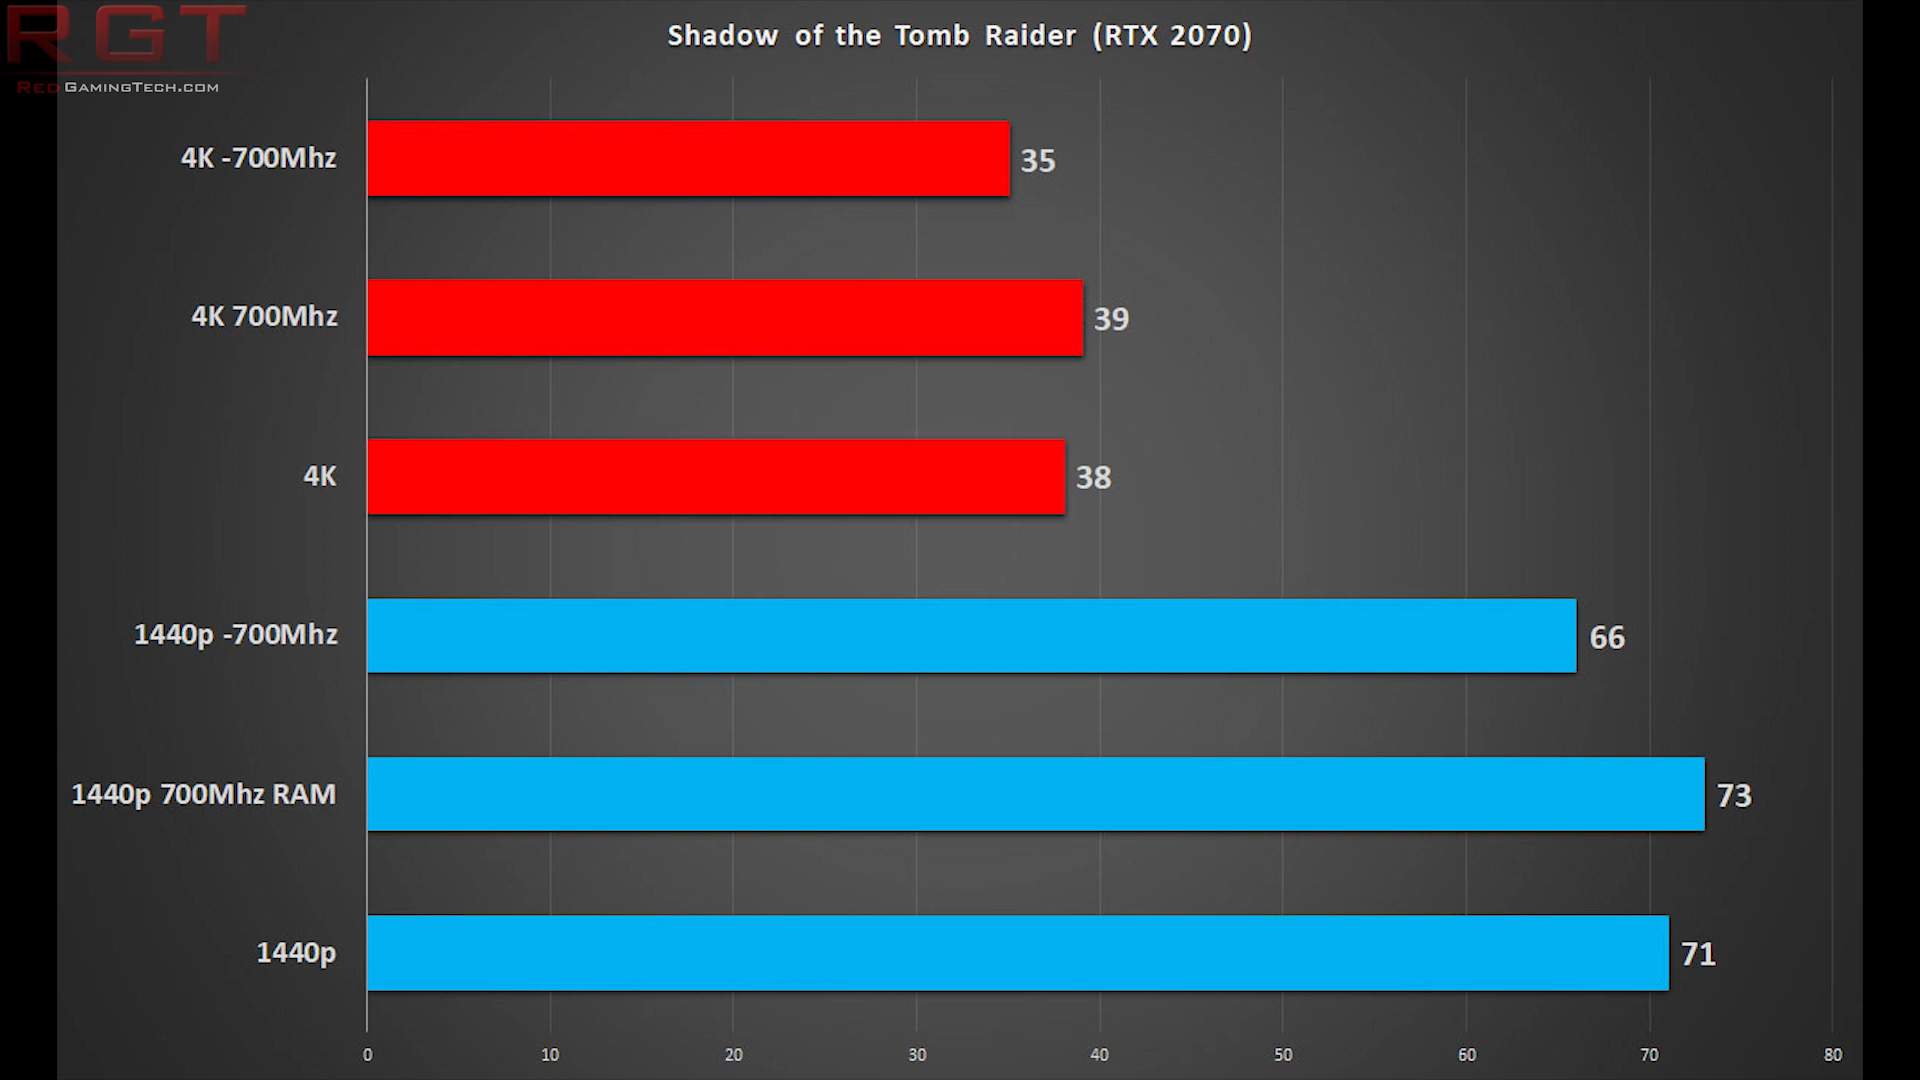 RGT
RedGamingTech.com
Shadow of the Tomb Raider (RTX 2070)
4K -700Mhz
35
4K 700Mhz
39
4K
38
1440p -700Mhz
66
1440p 700Mhz RAM
73
1440p
71
0 10 20 30 40 50 60 70 80